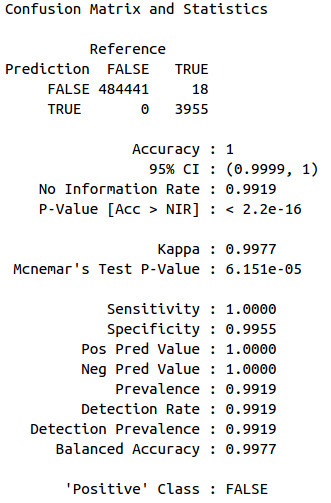 Confusion Matrix and Statistics
Reference
Prediction FALSE TRUE
FALSE 484441 18
TRUE 0 3955
Accuracy : 1
95% CI : (0.9999, 1)
No Information Rate : 0.9919
P-Value [Acc > NIR] : < 2.2e-16
Kappa : 0.9977
Mcnemar's Test P-Value : 6.151e-05
Sensitivity : 1.0000
Specificity : 0.9955
Pos Pred Value : 1.0000
Neg Pred Value : 1.0000
Prevalence : 0.9919
Detection Rate : 0.9919
Detection Prevalence : 0.9919
Balanced Accuracy : 0.9977
'Positive' Class : FALSE